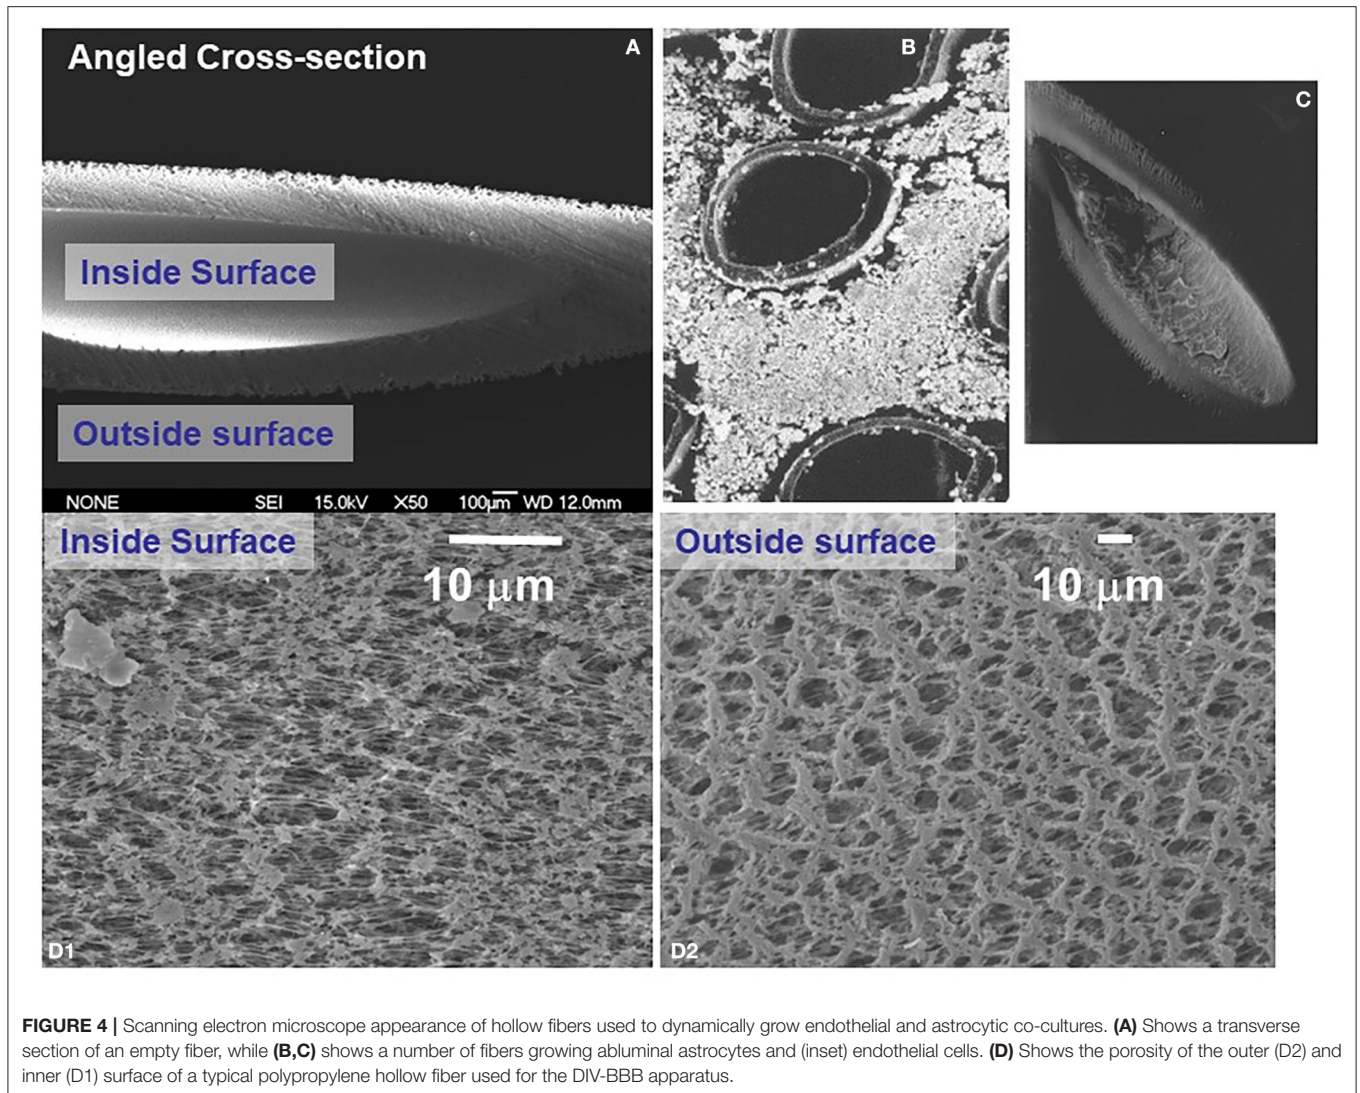 Angled Cross-section
A
B
C
Inside Surface
Outside surface
NONE SEI 15.0kV X50 100μm WD 12.0mm
Inside Surface
10 μm
D1
Outside surface
10 μm
D2
FIGURE 4 | Scanning electron microscope appearance of hollow fibers used to dynamically grow endothelial and astrocytic co-cultures. (A) Shows a transverse
section of an empty fiber, while (B,C) shows a number of fibers growing abluminal astrocytes and (inset) endothelial cells. (D) Shows the porosity of the outer (D2) and
inner (D1) surface of a typical polypropylene hollow fiber used for the DIV-BBB apparatus.